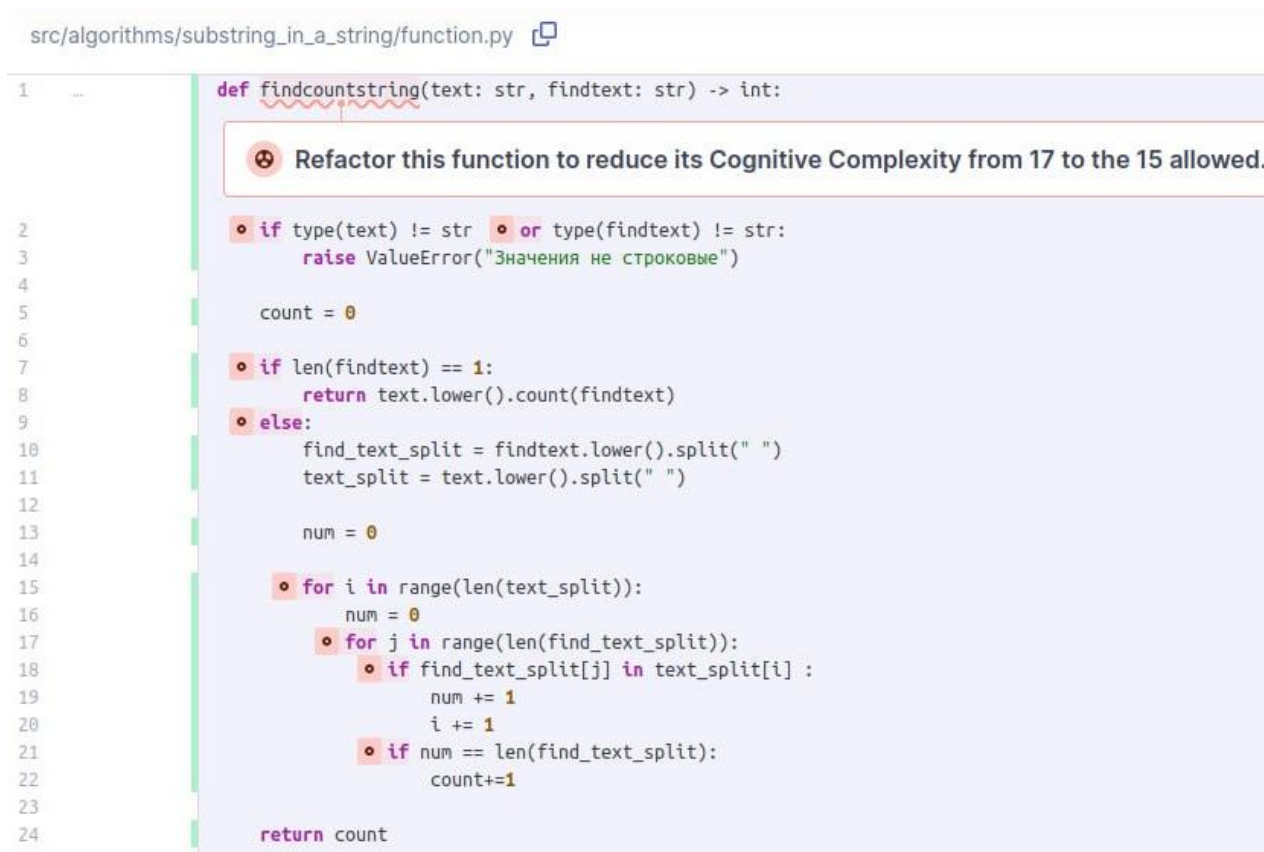 src/algorithms/substring_in_a_string/function.py
1 ... def findcountstring(text: str, findtext: str) -> int:
Refactor this function to reduce its Cognitive Complexity from 17 to the 15 allowed.
2 if type(text) != str or type(findtext) != str:
3 raise ValueError("Значения не строковые")
4
5 count = 0
6
7 if len(findtext) == 1:
8 return text.lower().count(findtext)
9 else:
10 find_text_split = findtext.lower().split(" ")
11 text_split = text.lower().split(" ")
12
13 num = 0
14
15 for i in range(len(text_split)):
16 num = 0
17 for j in range(len(find_text_split)):
18 if find_text_split[j] in text_split[i] :
19 num += 1
20 i += 1
21 if num == len(find_text_split):
22 count+=1
23
24 return count